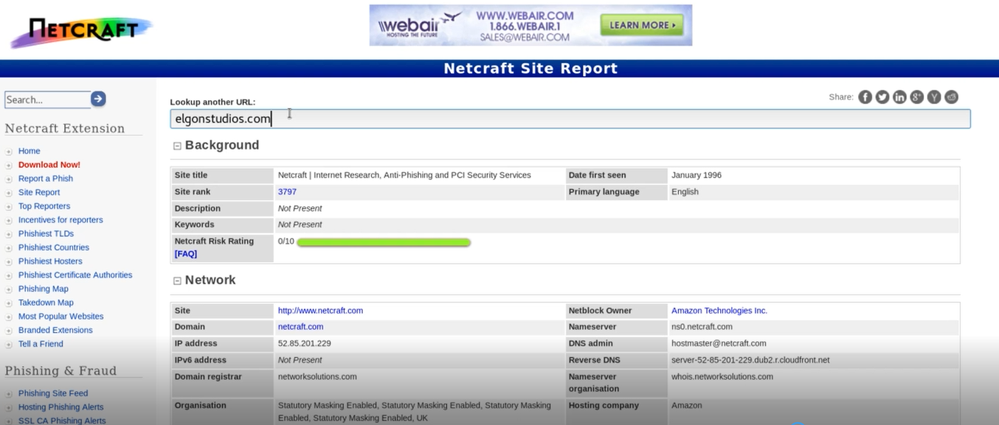 NETCRAFT
webair
HOSTING THE FUTURE
WWW.WEBAIR.COM
1.866.WEBAIR.1
SALES@WEBAIR.COM
LEARN MORE
Netcraft Site Report
Search...
Netcraft Extension
Home
Download Now!
Report a Phish
Site Report
Top Reporters
Incentives for reporters
Phishiest TLDs
Phishiest Countries
Phishiest Hosters
Phishiest Certificate Authorities
Phishing Map
Takedown Map
Most Popular Websites
Branded Extensions
Tell a Friend
Phishing & Fraud
Phishing Site Feed
Hosting Phishing Alerts
SSL CA Phishing Alerts
Share:
Lookup another URL:
elgonstudios.com
Background
Site title Netcraft | Internet Research, Anti-Phishing and PCI Security Services Date first seen January 1996
Site rank 3797 Primary language English
Description Not Present
Keywords Not Present
Netcraft Risk Rating 0/10
[FAQ]
Network
Site http://www.netcraft.com Netblock Owner Amazon Technologies Inc.
Domain netcraft.com Nameserver ns0.netcraft.com
IP address 52.85.201.229 DNS admin hostmaster@netcraft.com
IPv6 address Not Present Reverse DNS server-52-85-201-229.dub2.r.cloudfront.net
Domain registrar networksolutions.com Nameserver whois.networksolutions.com
organisation
Organisation Statutory Masking Enabled, Statutory Masking Enabled, Statutory Masking Hosting company Amazon
Enabled, Statutory Masking Enabled, UK